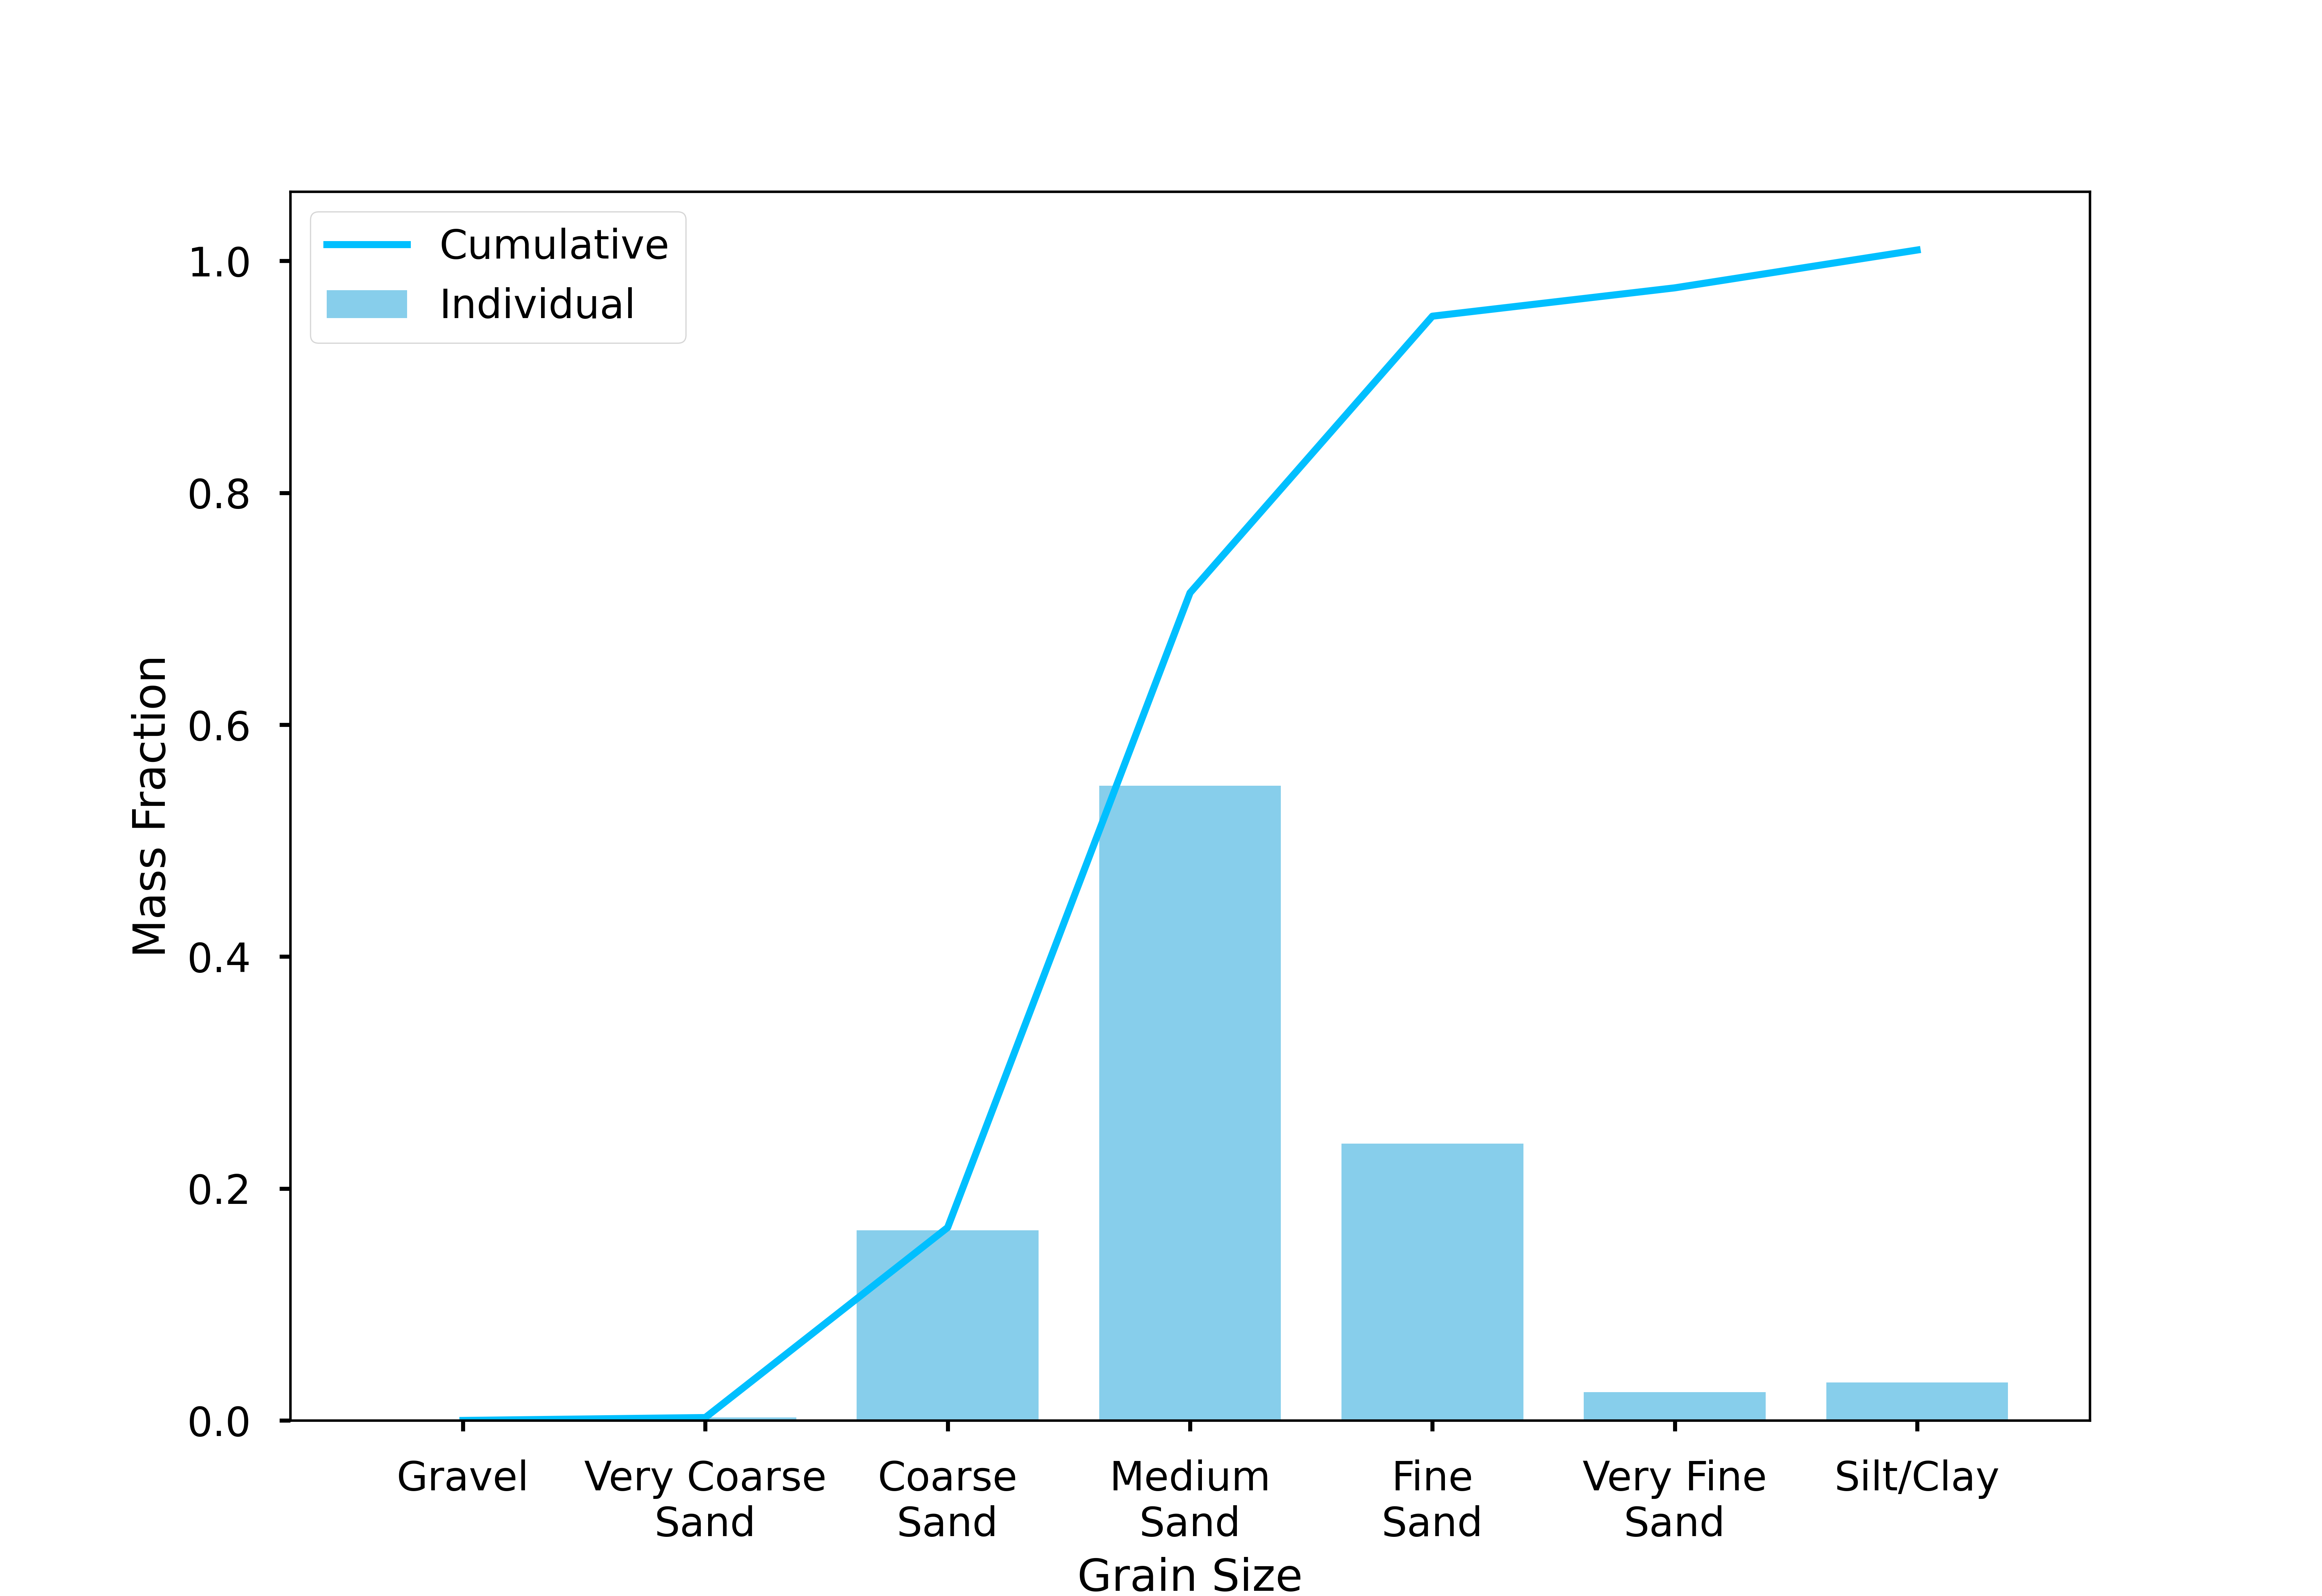 Cumulative
Individual
1.0
0.8
0.6
0.4
0.2
0.0
Mass Fraction
Gravel
Very Coarse
Sand
Coarse
Sand
Medium
Sand
Fine
Sand
Very Fine
Sand
Silt/Clay
Grain Size